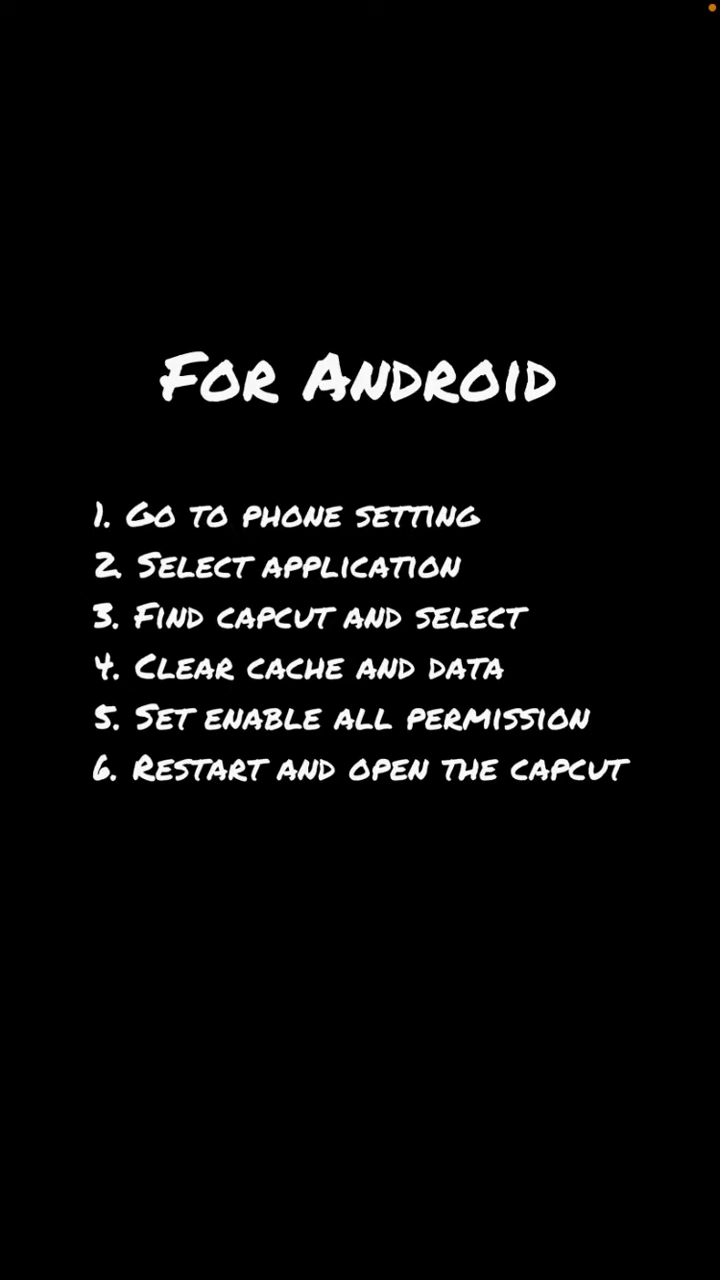 For Android
1. Go to phone setting
2. Select application
3. Find capcut and select
4. Clear cache and data
5. Set enable all permission
6. Restart and open the capcut